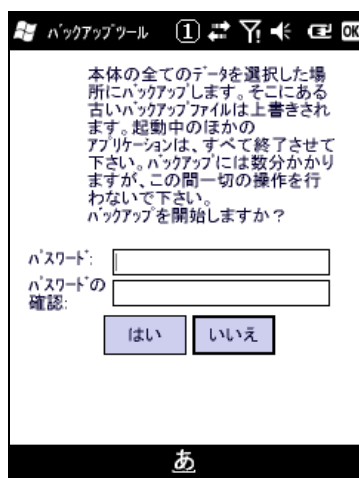 ﾊﾞｯｸｱｯﾌﾟﾂｰﾙ 1 OK
本体の全てのﾃﾞｰﾀを選択した場
所にﾊﾞｯｸｱｯﾌﾟします。そこにある
古いﾊﾞｯｸｱｯﾌﾟﾌｧｲﾙは上書きされ
ます。起動中のほかの
ｱﾌﾟﾘｹｰｼｮﾝは、すべて終了させて
下さい。ﾊﾞｯｸｱｯﾌﾟには数分かかり
ますが、この間一切の操作を行
わないで下さい。
ﾊﾞｯｸｱｯﾌﾟを開始しますか？
ﾊﾟｽﾜｰﾄﾞ:
ﾊﾟｽﾜｰﾄﾞの
確認:
はい いいえ
あ